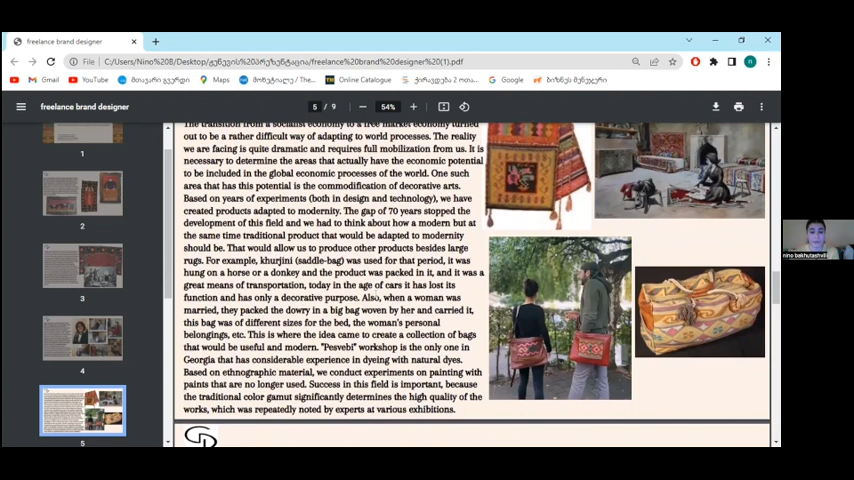 freelance brand designer
File
C:/Users/Nino%20B/Desktop/ჟენევის%20პრეზენტაცია/freelance%20brand%20designer%20(1).pdf
n
Gmail
YouTube
მთავარი გვერდი
Maps
Online Catalogue
Google
ბიზნეს მენეჯერი
freelance brand designer
5 / 9
54%
1
2
3
4
5
The transition from a socialist economy to a free market economy turned
out to be a rather difficult way of adapting to world processes. The reality
we are facing is quite dramatic and requires full mobilization from us. It is
necessary to determine the areas that actually have the economic potential
to be included in the global economic processes of the world. One such
area that has this potential is the commodification of decorative arts.
Based on years of experiments (both in design and technology), we have
created products adapted to modernity. The gap of 70 years stopped the
development of this field and we had to think about how a modern but at
the same time traditional product that would be adapted to modernity
should be. That would allow us to produce other products besides large
rugs. For example, khurjini (saddle-bag) was used for that period, it was
hung on a horse or a donkey and the product was packed in it, and it was a
great means of transportation, today in the age of cars it has lost its
function and has only a decorative purpose. Also, when a woman was
married, they packed the dowry in a big bag woven by her and carried it,
this bag was of different sizes for the bed, the woman's personal
belongings, etc. This is where the idea came to create a collection of bags
that would be useful and modern. "Pesvebi" workshop is the only one in
Georgia that has considerable experience in dyeing with natural dyes.
Based on ethnographic material, we conduct experiments on painting with
paints that are no longer used. Success in this field is important, because
the traditional color gamut significantly determines the high quality of the
works, which was repeatedly noted by experts at various exhibitions.
nino bakhutashvili